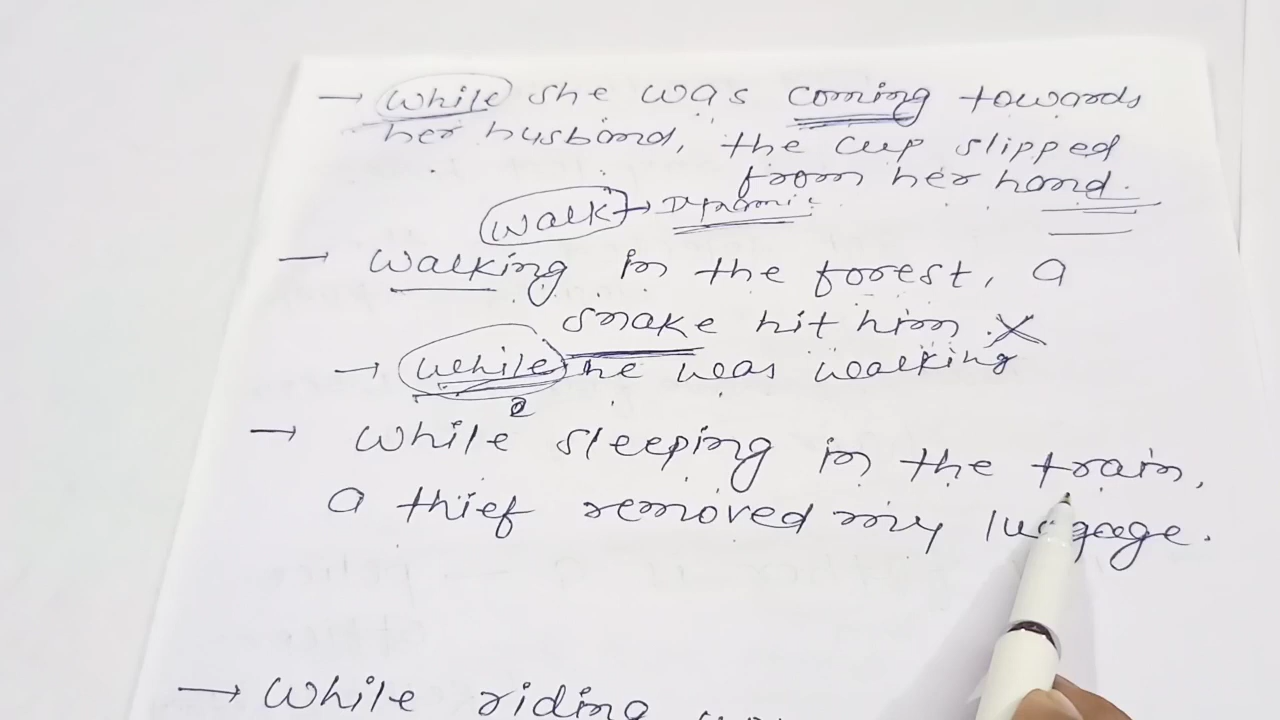 → While she was coming towards
her husband, the cup slipped
from her hand.
walk → Dynamic
→ Walking in the forest, a
snake hit him. X
→ While he was walking
→ While sleeping in the train,
a thief removed my luggage.
→ While riding